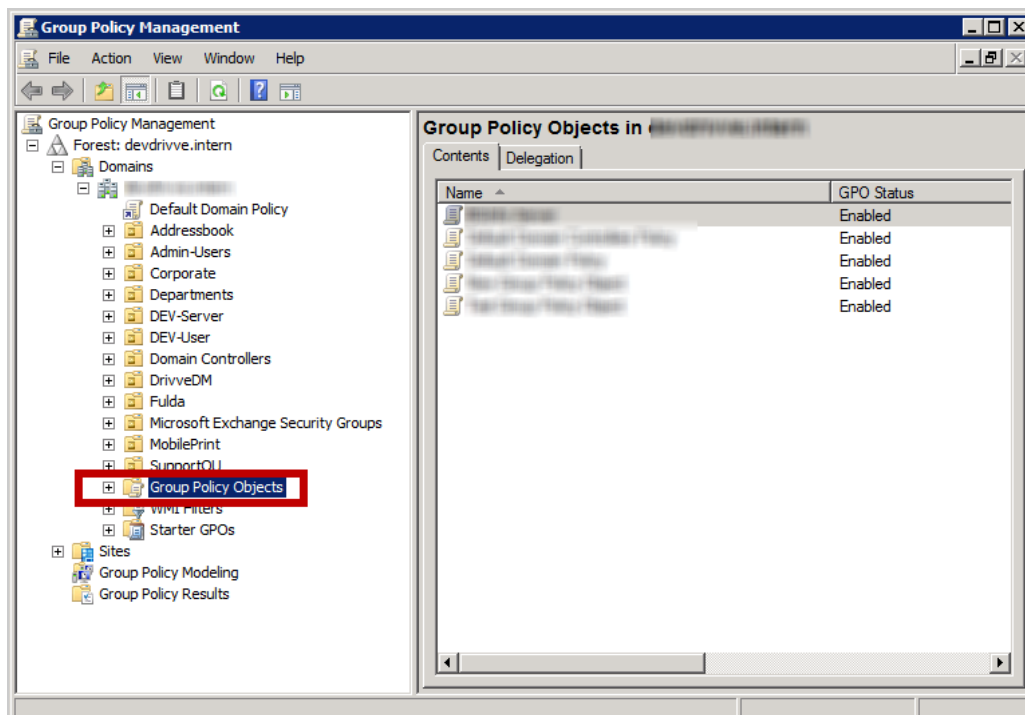 Group Policy Management
File Action View Window Help
Group Policy Management
Forest: devdrivve.intern
Domains
Default Domain Policy
Addressbook
Admin-Users
Corporate
Departments
DEV-Server
DEV-User
Domain Controllers
DrivveDM
Fulda
Microsoft Exchange Security Groups
MobilePrint
SupportOU
Group Policy Objects
WMI Filters
Starter GPOs
Sites
Group Policy Modeling
Group Policy Results
Group Policy Objects in
Contents Delegation
Name GPO Status
Enabled
Enabled
Enabled
Enabled
Enabled